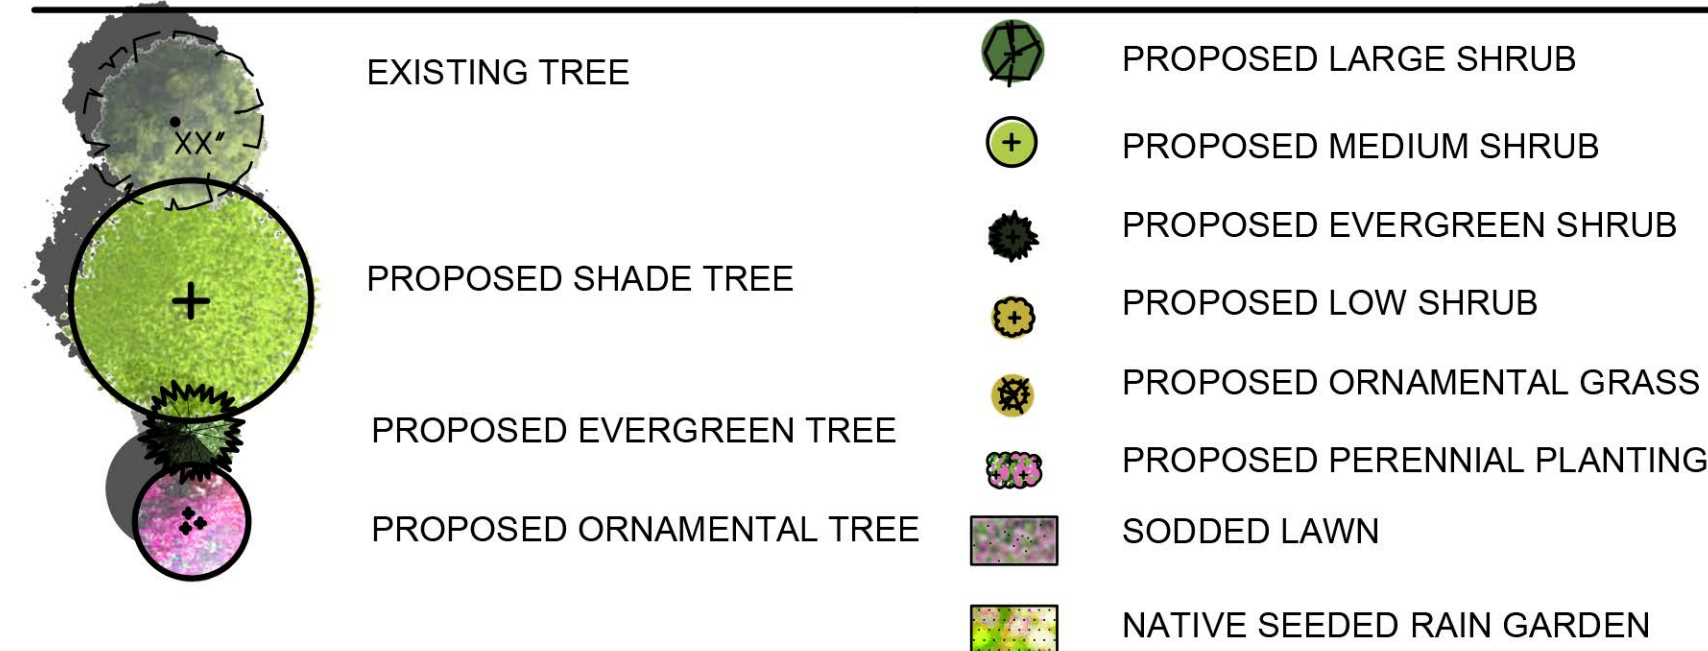 EXISTING TREE
XX"
PROPOSED SHADE TREE
PROPOSED EVERGREEN TREE
PROPOSED ORNAMENTAL TREE
PROPOSED LARGE SHRUB
PROPOSED MEDIUM SHRUB
PROPOSED EVERGREEN SHRUB
PROPOSED LOW SHRUB
PROPOSED ORNAMENTAL GRASS
PROPOSED PERENNIAL PLANTING
SODDED LAWN
NATIVE SEEDED RAIN GARDEN